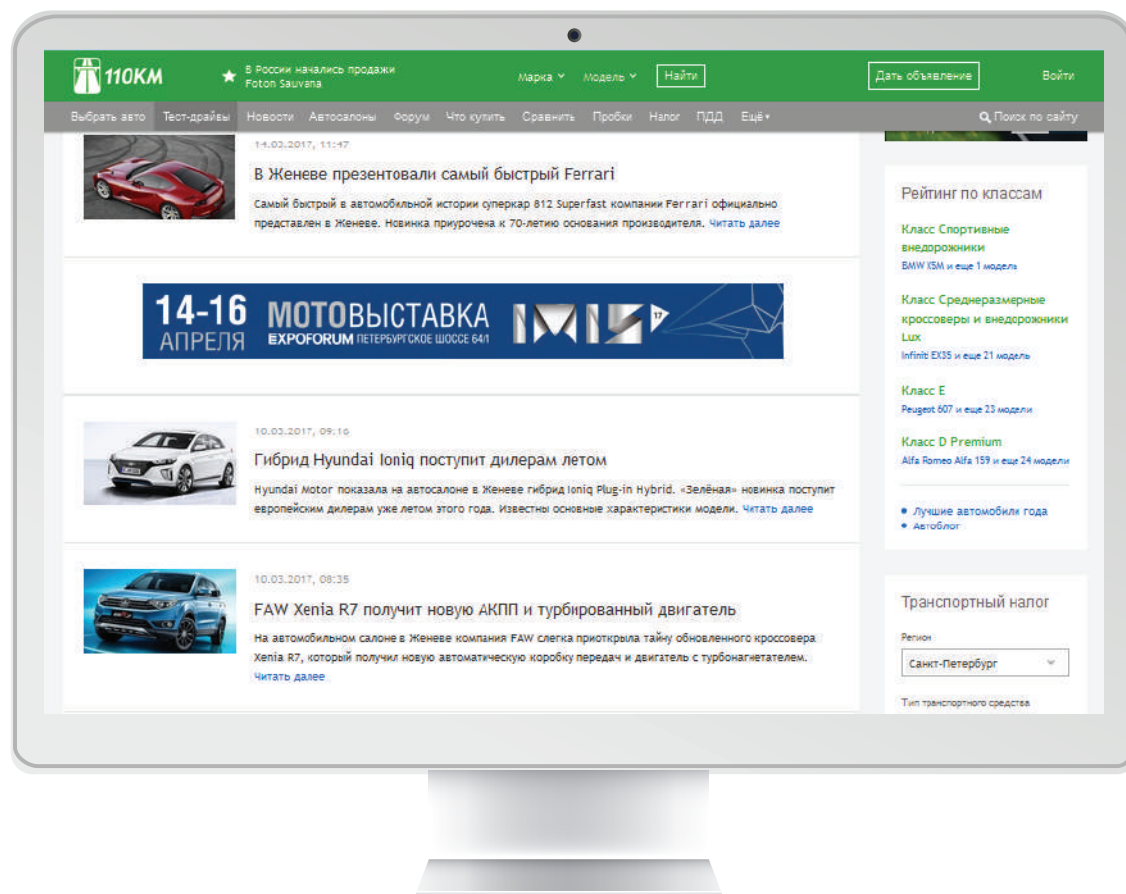 110КМ
В России начались продажи
Foton Sauvana
Марка
Модель
Найти
Дать объявление
Войти
Выбрать авто Тест-драйвы Новости Автосалоны Форум Что купить Сравнить Пробки Налог ПДД Ещё
Поиск по сайту
14.03.2017, 11:47
В Женеве презентовали самый быстрый Ferrari
Самый быстрый в автомобильной истории суперкар 812 Superfast компании Ferrari официально
представлен в Женеве. Новинка приурочена к 70-летию основания производителя. Читать далее
14-16
АПРЕЛЯ
МОТОВЫСТАВКА
EXPOFORUM ПЕТЕРБУРГСКОЕ ШОССЕ 64/1
IMIS
17
10.03.2017, 09:16
Гибрид Hyundai Ioniq поступит дилерам летом
Hyundai Motor показала на автосалоне в Женеве гибрид Ioniq Plug-in Hybrid. «Зелёная» новинка поступит
европейским дилерам уже летом этого года. Известны основные характеристики модели. Читать далее
10.03.2017, 08:35
FAW Xenia R7 получит новую АКПП и турбированный двигатель
На автомобильном салоне в Женеве компания FAW слегка приоткрыла тайну обновленного кроссовера
Xenia R7, который получил новую автоматическую коробку передач и двигатель с турбонагнетателем.
Читать далее
Рейтинг по классам
Класс Спортивные
внедорожники
BMW X5M и еще 1 модель
Класс Среднеразмерные
кроссоверы и внедорожники
Lux
Infiniti EX35 и еще 21 модель
Класс E
Peugeot 607 и еще 23 модели
Класс D Premium
Alfa Romeo Alfa 159 и еще 24 модели
Лучшие автомобили года
Автоблог
Транспортный налог
Регион
Санкт-Петербург
Тип транспортного средства